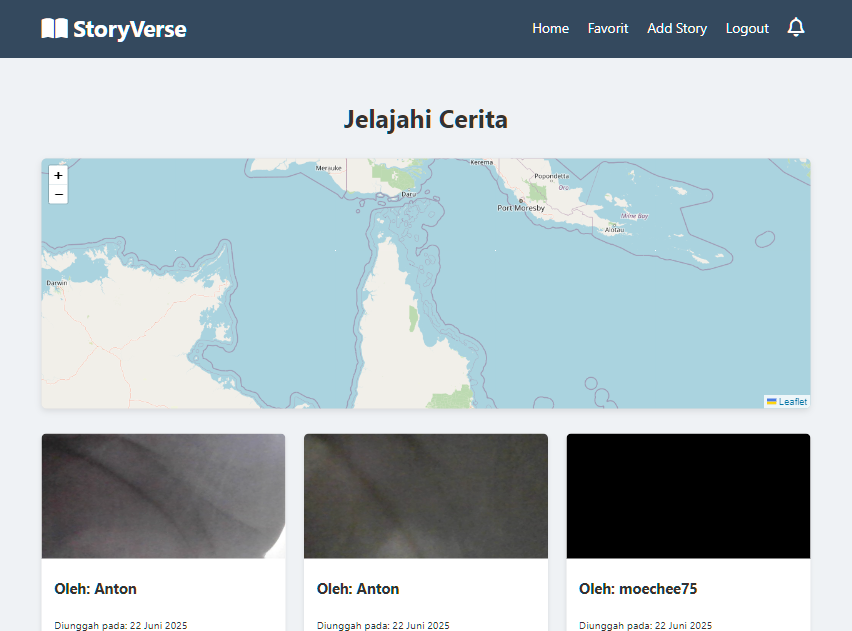 StoryVerse
Home Favorit Add Story Logout
Jelajahi Cerita
+
−
Merauke
Daru
Kerema
Popondetta
Oro
Port Moresby
Milne Bay
Alotau
Darwin
Leaflet
Oleh: Anton
Diunggah pada: 22 Juni 2025
Oleh: Anton
Diunggah pada: 22 Juni 2025
Oleh: moechee75
Diunggah pada: 22 Juni 2025